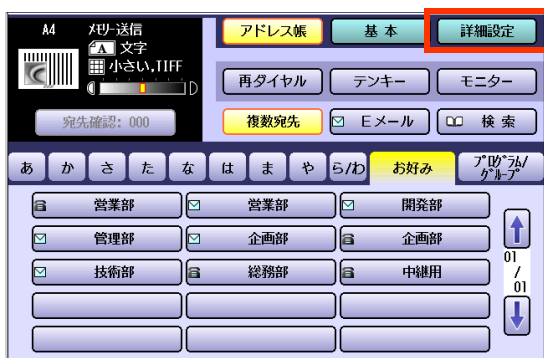 A4 ﾒﾓﾘｰ送信 アドレス帳 基本 詳細設定
A 文字
小さい,TIFF
再ダイヤル テンキー モニター
D
宛先確認: 000 複数宛先 Eメール 検索
あ か さ た な は ま や ら/わ お好み ﾌﾟﾛｸﾞﾗﾑ/
ｸﾞﾙｰﾌﾟ
営業部 営業部 開発部
管理部 企画部 企画部
技術部 総務部 中継用
01
/
01